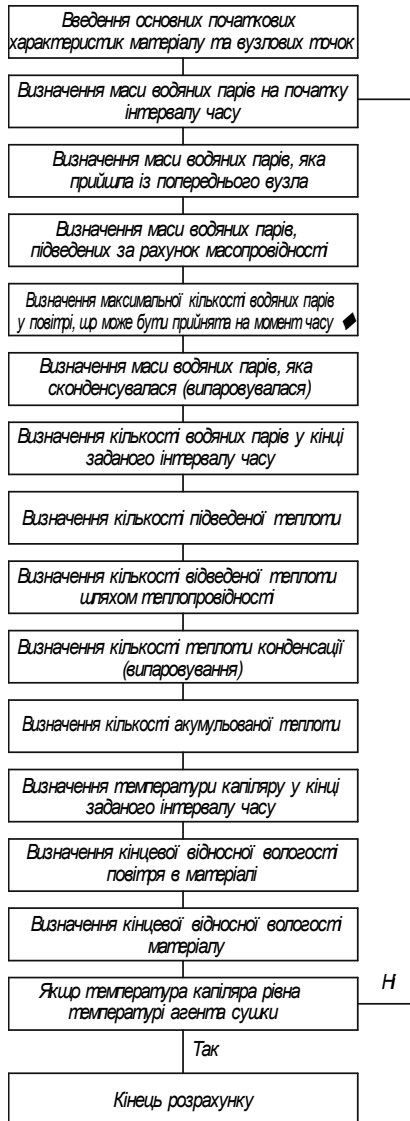 Введення основних початкових
характеристик матеріалу та вузлових точок
Визначення маси водяних парів на початку
інтервалу часу
Визначення маси водяних парів, яка
прийшла із попереднього вузла
Визначення маси водяних парів,
підведених за рахунок масопровідності
Визначення максимальної кількості водяних парів
у повітрі, що може бути прийнята на момент часу ♦
Визначення маси водяних парів, яка
сконденсувалася (випаровувалася)
Визначення кількості водяних парів у кінці
заданого інтервалу часу
Визначення кількості підведеної теплоти
Визначення кількості відведеної теплоти
шляхом теплопровідності
Визначення кількості теплоти конденсації
(випаровування)
Визначення кількості акумульованої теплоти
Визначення температури капіляру у кінці
заданого інтервалу часу
Визначення кінцевої відносної вологості
повітря в матеріалі
Визначення кінцевої відносної вологості
матеріалу
Якщо температура капіляра рівна
температурі агента сушки
Ні
Так
Кінець розрахунку